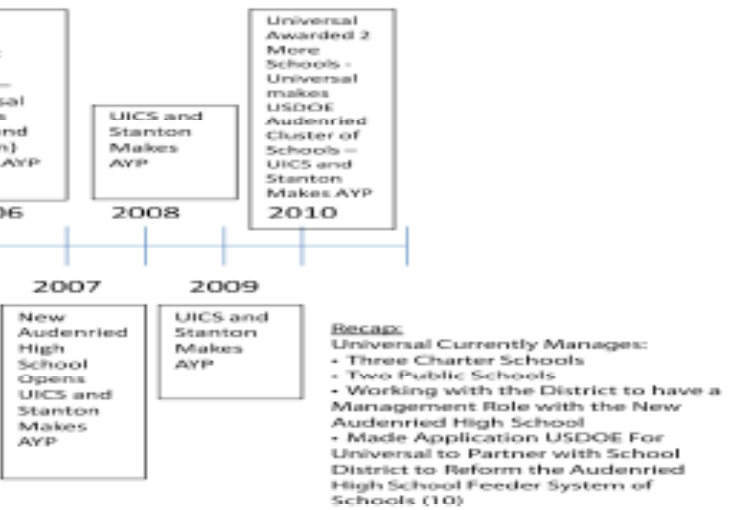 sal
nd
n)
AYP
06
UICS and
Stanton
Makes
AYP
2008
Universal
Awarded 2
More
Schools -
Universal
makes
USDOE
Audenried
Cluster of
Schools –
UICS and
Stanton
Makes AYP
2010
2007
New
Audenried
High
School
Opens
UICS and
Stanton
Makes
AYP
2009
UICS and
Stanton
Makes
AYP
Recap:
Universal Currently Manages:
• Three Charter Schools
• Two Public Schools
• Working with the District to have a
Management Role with the New
Audenried High School
• Made Application USDOE For
Universal to Partner with School
District to Reform the Audenried
High School Feeder System of
Schools (10)